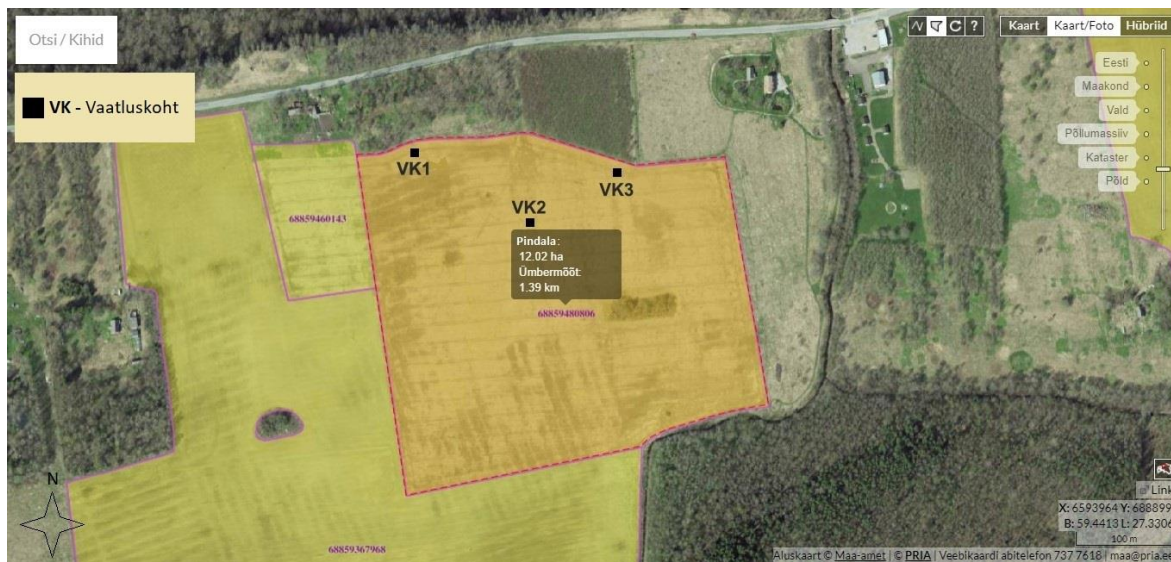 Otsi / Kihid
? Kaart Kaart/Foto Hübriid
VK - Vaatluskoht
Eesti
Maakond
Vald
Põllumassiiv
Kataster
Põld
VK1
VK3
VK2
68859460143
Pindala:
12.02 ha
Ümbermõõt:
1.39 km
68859480806
N
Link
X: 6593964 Y: 688899
B: 59.4413 L: 27.3306
100 m
68859367968
Aluskaart © Maa-amet | © PRIA | Veebikaardi abitelefon 737 7618 | maa@pria.ee